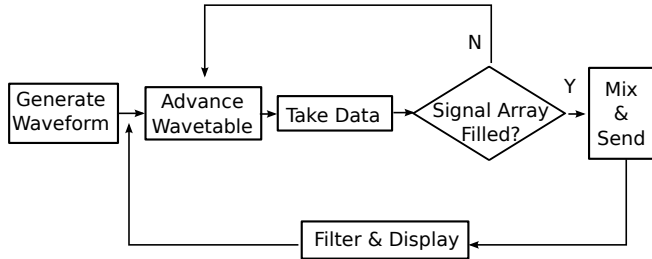 N
Generate
Waveform
Advance
Wavetable
Take Data
Signal Array
Filled?
Y
Mix
&
Send
Filter & Display